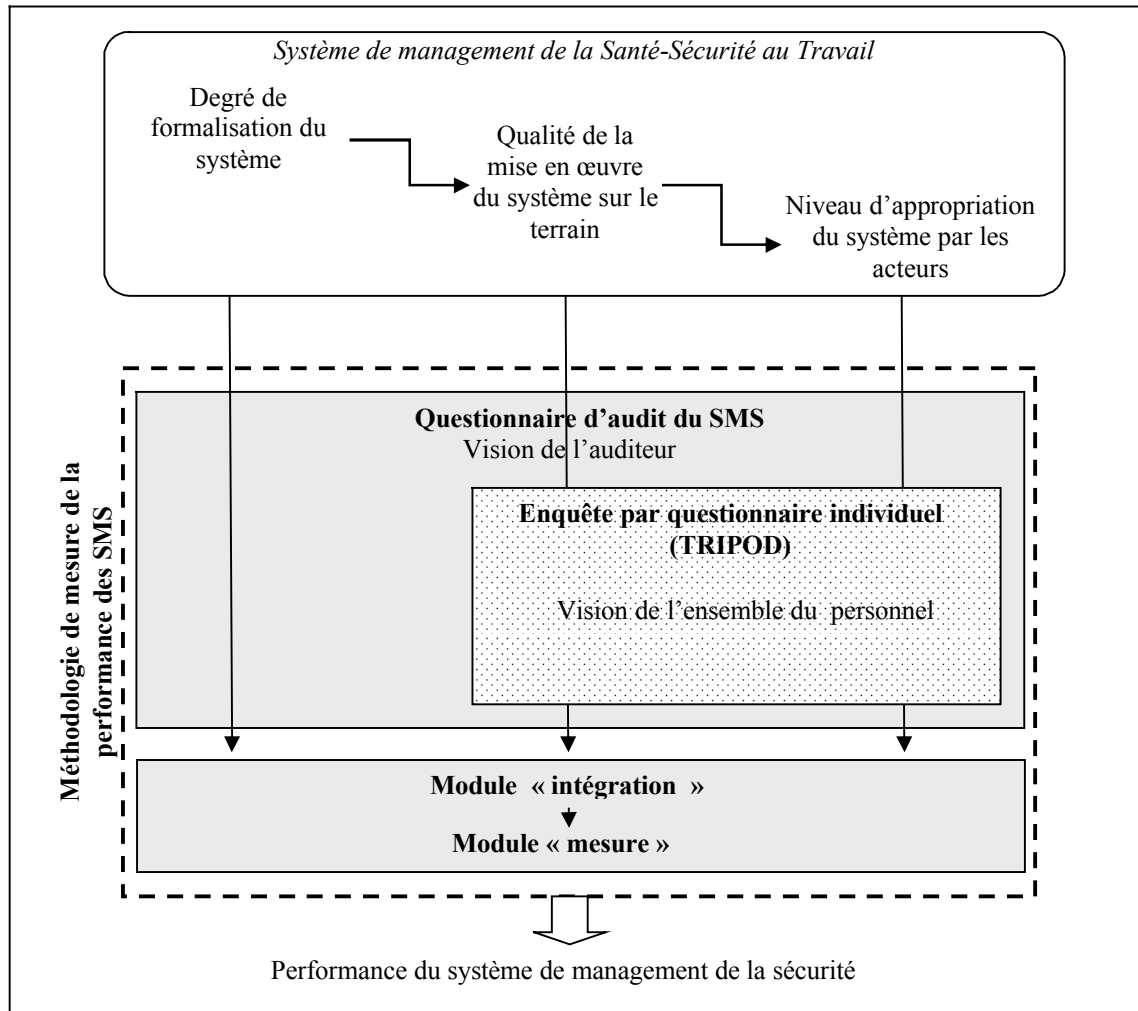 Système de management de la Santé-Sécurité au Travail
Degré de
formalisation du
système
Qualité de la
mise en œuvre
du système sur le
terrain
Niveau d’appropriation
du système par les
acteurs
Méthodologie de mesure de la
performance des SMS
Questionnaire d’audit du SMS
Vision de l’auditeur
Enquête par questionnaire individuel
(TRIPOD)
Vision de l’ensemble du personnel
Module « intégration »
Module « mesure »
Performance du système de management de la sécurité